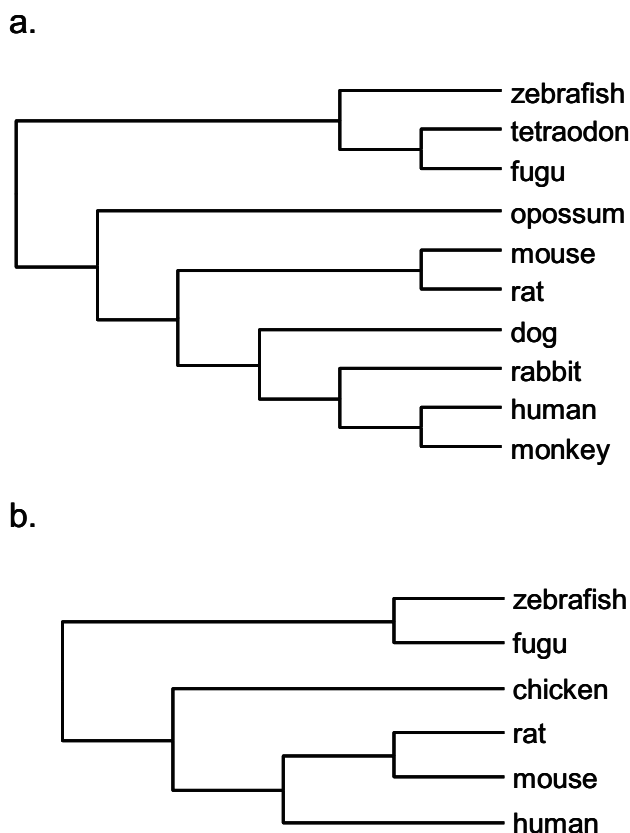 a.
zebrafish
tetraodon
fugu
opossum
mouse
rat
dog
rabbit
human
monkey
b.
zebrafish
fugu
chicken
rat
mouse
human